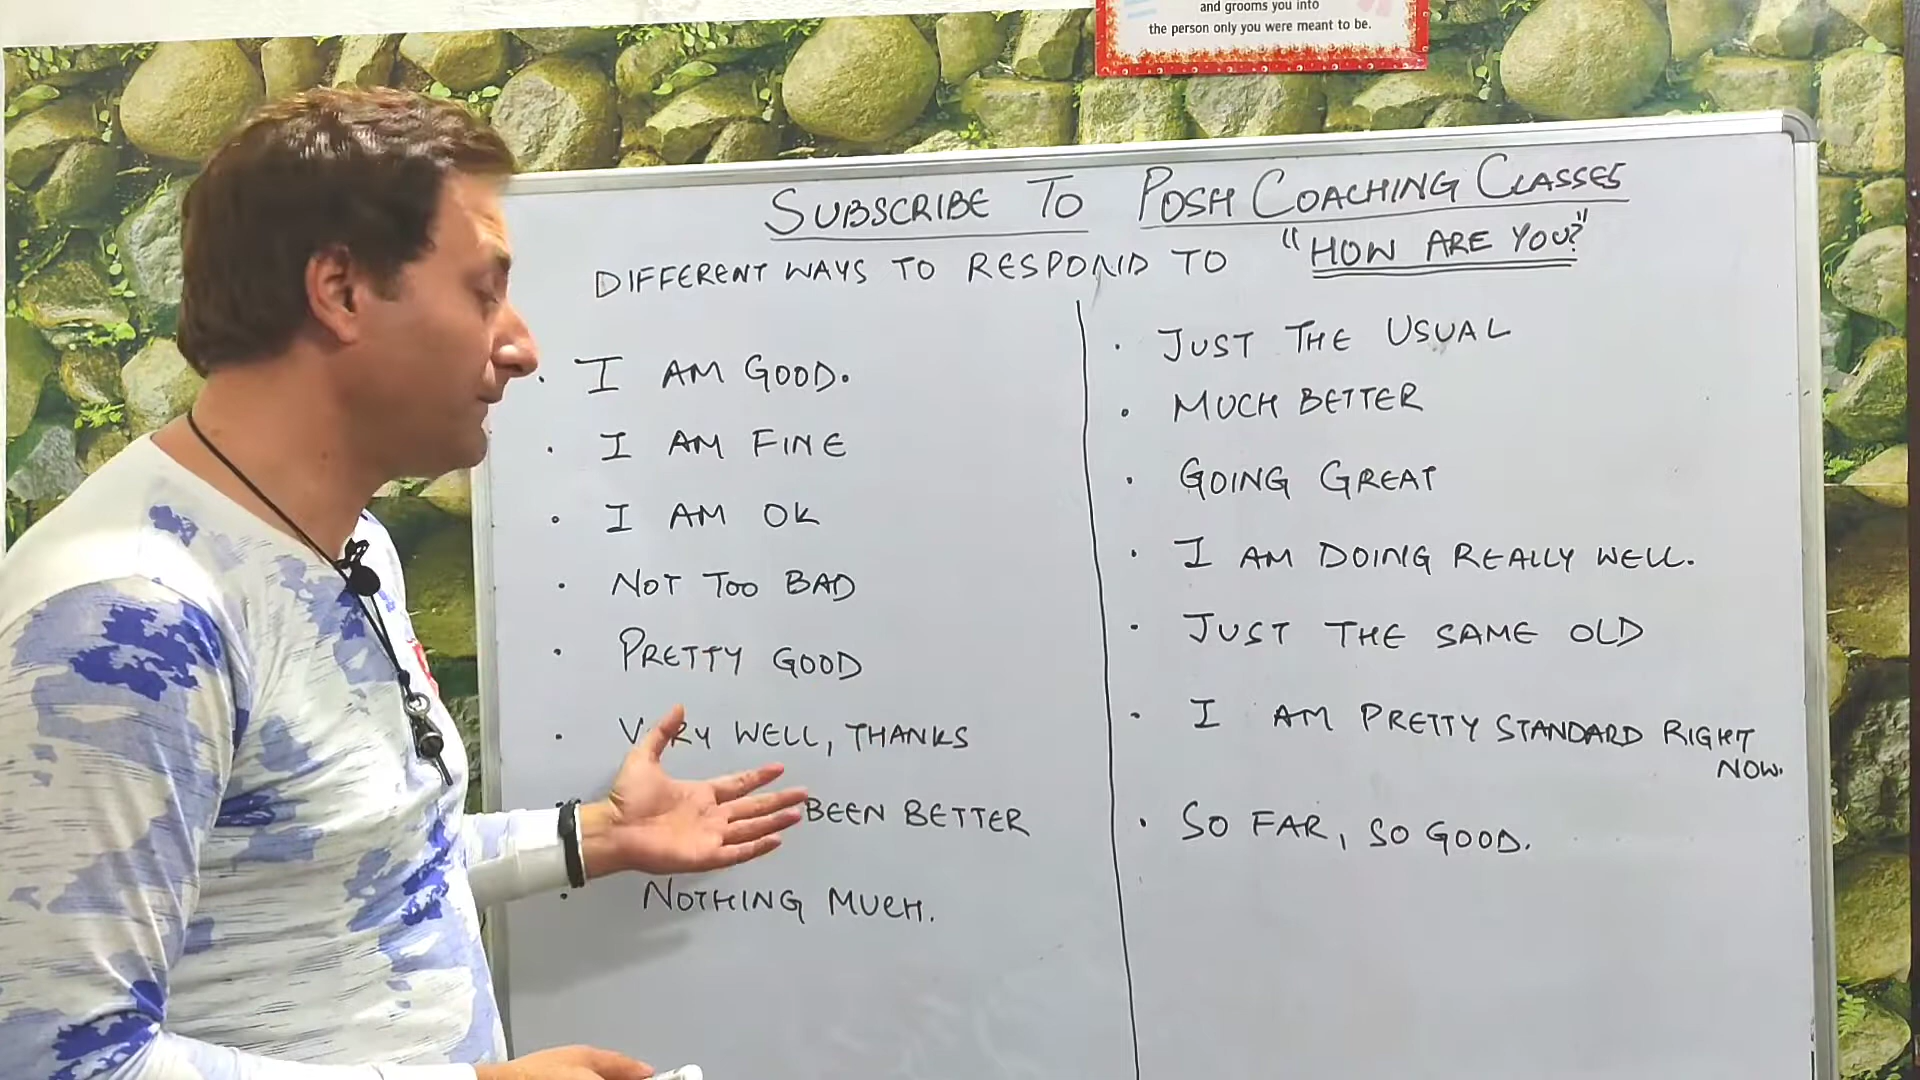 and grooms you into
the person only you were meant to be.
SUBSCRIBE TO POSH COACHING CLASSES
DIFFERENT WAYS TO RESPOND TO "HOW ARE YOU?"
· I AM GOOD.
· I AM FINE
· I AM OK
· NOT TOO BAD
· PRETTY GOOD
· WELL, THANKS
BEEN BETTER
· NOTHING MUCH.
· JUST THE USUAL
· MUCH BETTER
· GOING GREAT
· I AM DOING REALLY WELL.
· JUST THE SAME OLD
· I AM PRETTY STANDARD RIGHT
NOW.
· SO FAR, SO GOOD.